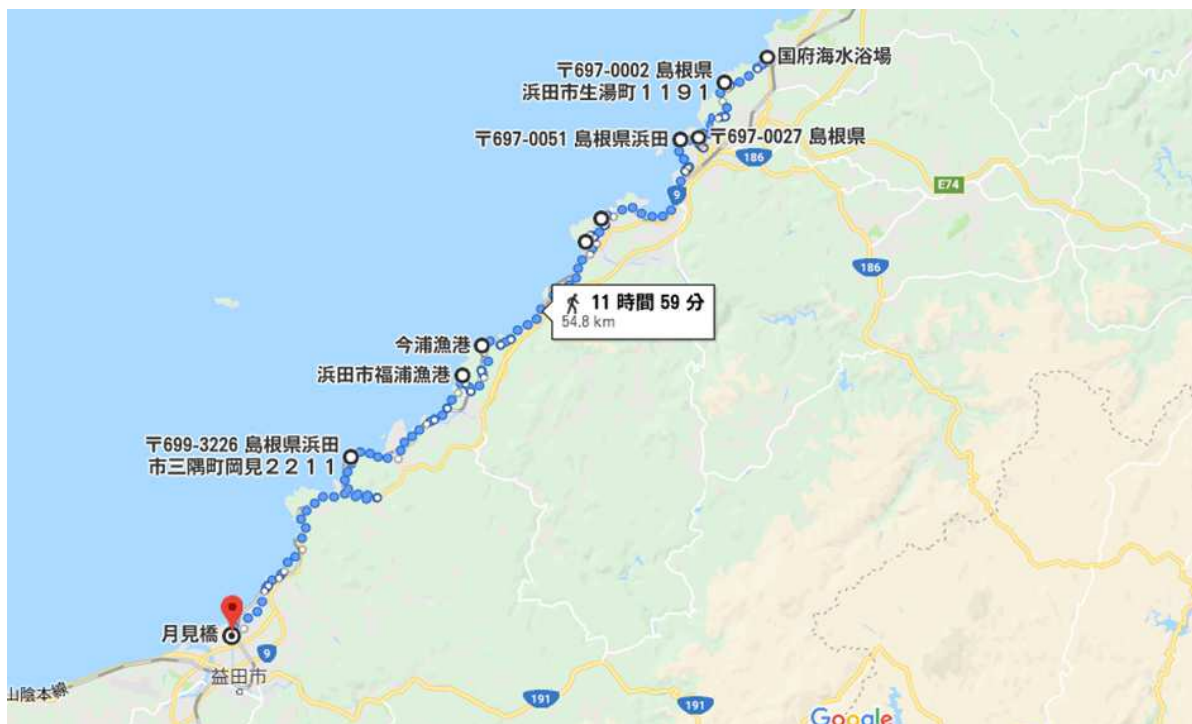 国府海水浴場
〒697-0002 島根県
浜田市生湯町１１９１
〒697-0051 島根県浜田
〒697-0027 島根県
186
E74
9
186
11 時間 59 分
54.8 km
今浦漁港
浜田市福浦漁港
〒699-3226 島根県浜田
市三隅町岡見２２１１
月見橋
9
益田市
山陰本線
191
191
Google